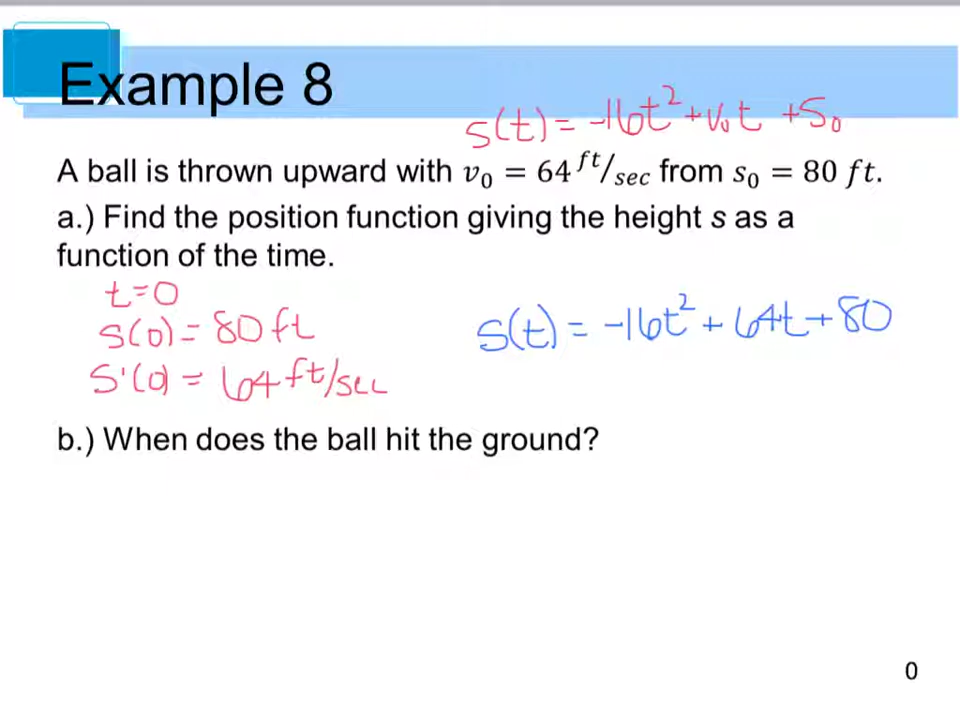 Example 8
s(t) = -16t² + v₀t + s₀
A ball is thrown upward with v₀ = 64 ft/sec from s₀ = 80 ft.
a.) Find the position function giving the height s as a
function of the time.
t=0
s(0) = 80 ft
s(t) = -16t² + 64t + 80
s'(0) = 64 ft/sec
b.) When does the ball hit the ground?
0